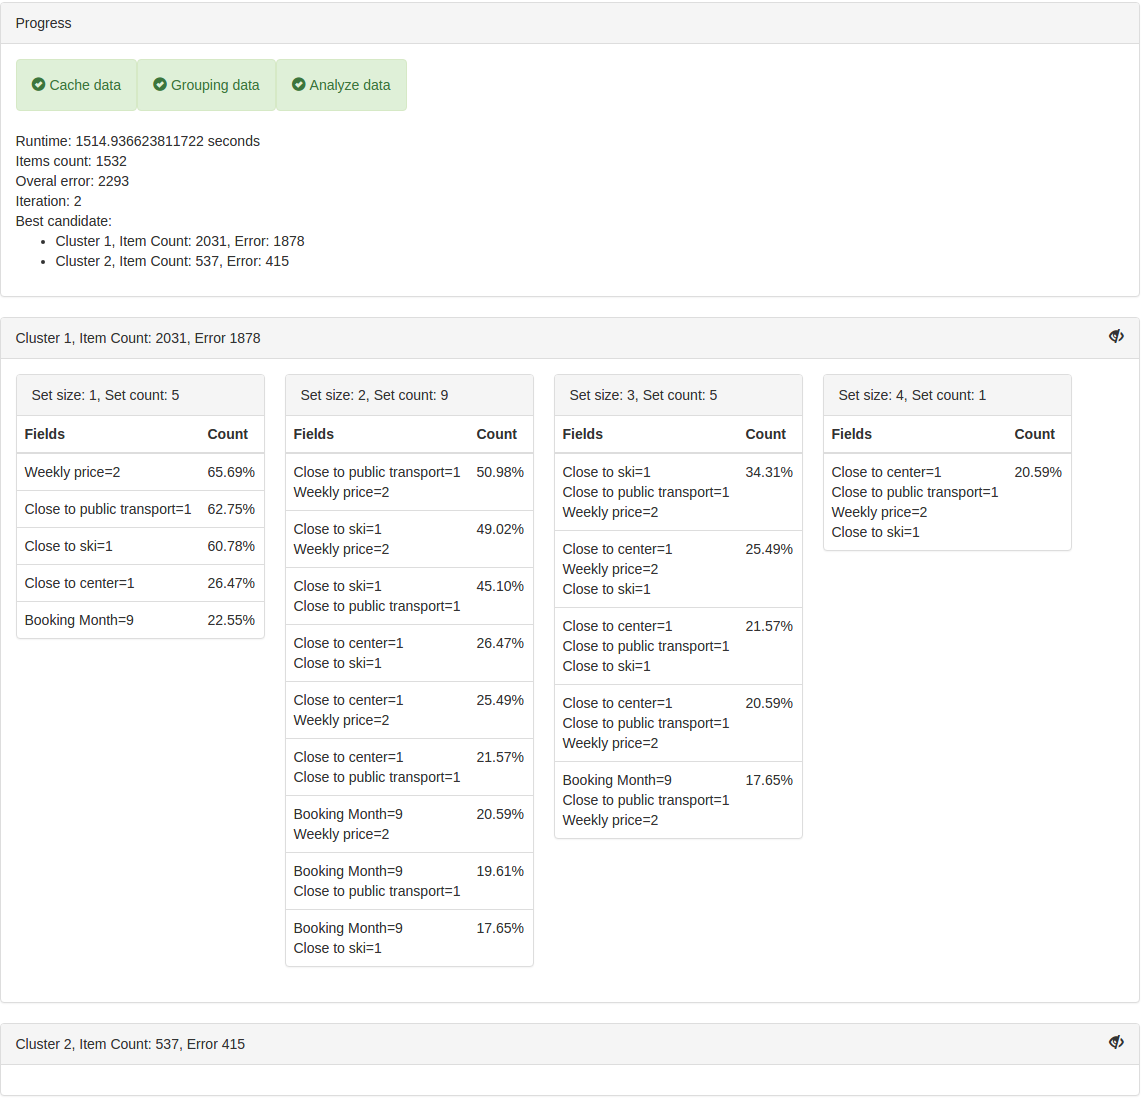 Progress
Cache data Grouping data Analyze data
Runtime: 1514.936623811722 seconds
Items count: 1532
Overal error: 2293
Iteration: 2
Best candidate:
• Cluster 1, Item Count: 2031, Error: 1878
• Cluster 2, Item Count: 537, Error: 415
Cluster 1, Item Count: 2031, Error 1878
Set size: 1, Set count: 5
Fields Count
Weekly price=2 65.69%
Close to public transport=1 62.75%
Close to ski=1 60.78%
Close to center=1 26.47%
Booking Month=9 22.55%
Set size: 2, Set count: 9
Fields Count
Close to public transport=1 50.98%
Weekly price=2
Close to ski=1 49.02%
Weekly price=2
Close to ski=1 45.10%
Close to public transport=1
Close to center=1 26.47%
Close to ski=1
Close to center=1 25.49%
Weekly price=2
Close to center=1 21.57%
Close to public transport=1
Booking Month=9 20.59%
Weekly price=2
Booking Month=9 19.61%
Close to public transport=1
Booking Month=9 17.65%
Close to ski=1
Set size: 3, Set count: 5
Fields Count
Close to ski=1 34.31%
Close to public transport=1
Weekly price=2
Close to center=1 25.49%
Weekly price=2
Close to ski=1
Close to center=1 21.57%
Close to public transport=1
Close to ski=1
Close to center=1 20.59%
Close to public transport=1
Weekly price=2
Booking Month=9 17.65%
Close to public transport=1
Weekly price=2
Set size: 4, Set count: 1
Fields Count
Close to center=1 20.59%
Close to public transport=1
Weekly price=2
Close to ski=1
Cluster 2, Item Count: 537, Error 415